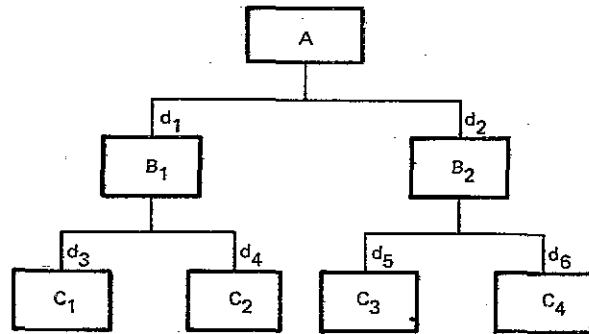 A
d₁ d₂
B₁ B₂
d₃ d₄ d₅ d₆
C₁ C₂ C₃ C₄